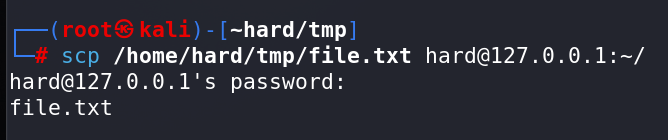 ┌──(root㉿kali)-[~hard/tmp]
└─# scp /home/hard/tmp/file.txt hard@127.0.0.1:~/
hard@127.0.0.1's password:
file.txt